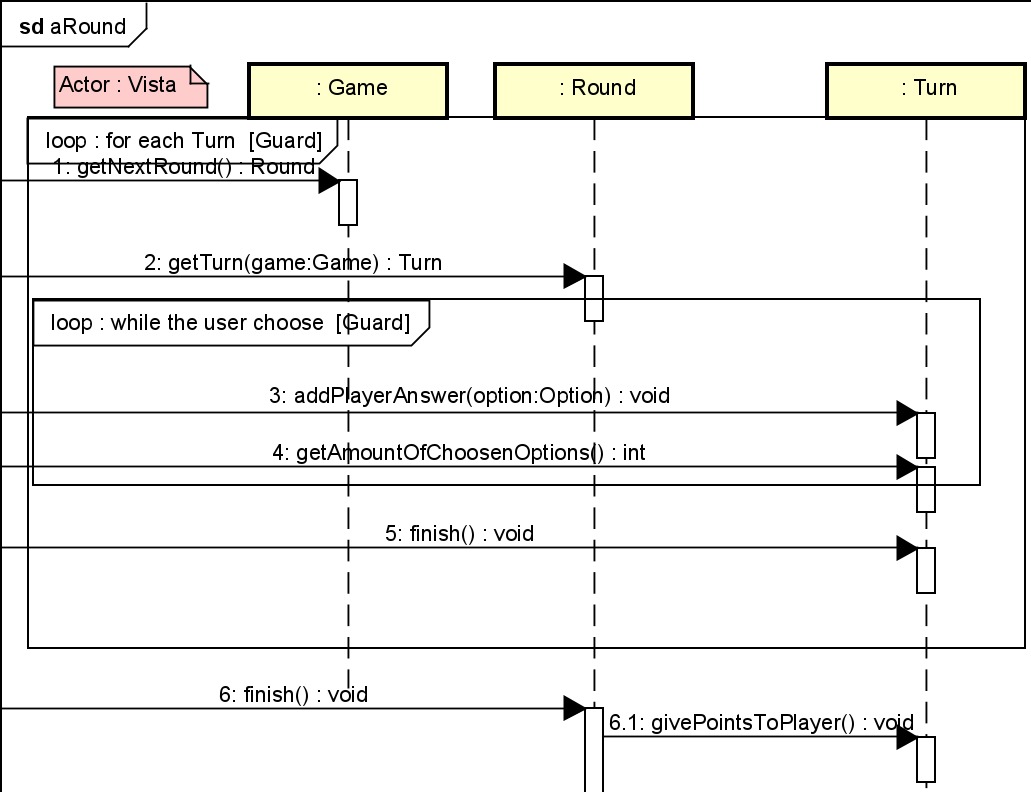 sd aRound
Actor : Vista
: Game
: Round
: Turn
loop : for each Turn [Guard]
1: getNextRound() : Round
2: getTurn(game:Game) : Turn
loop : while the user choose [Guard]
3: addPlayerAnswer(option:Option) : void
4: getAmountOfChoosenOptions() : int
5: finish() : void
6: finish() : void
6.1: givePointsToPlayer() : void